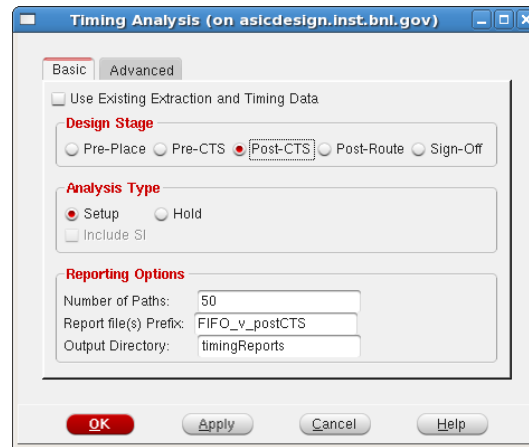 Timing Analysis (on asicdesign.inst.bnl.gov)
Basic Advanced
Use Existing Extraction and Timing Data
Design Stage
Pre-Place Pre-CTS Post-CTS Post-Route Sign-Off
Analysis Type
Setup Hold
Include SI
Reporting Options
Number of Paths: 50
Report file(s) Prefix: FIFO_v_postCTS
Output Directory: timingReports
OK Apply Cancel Help